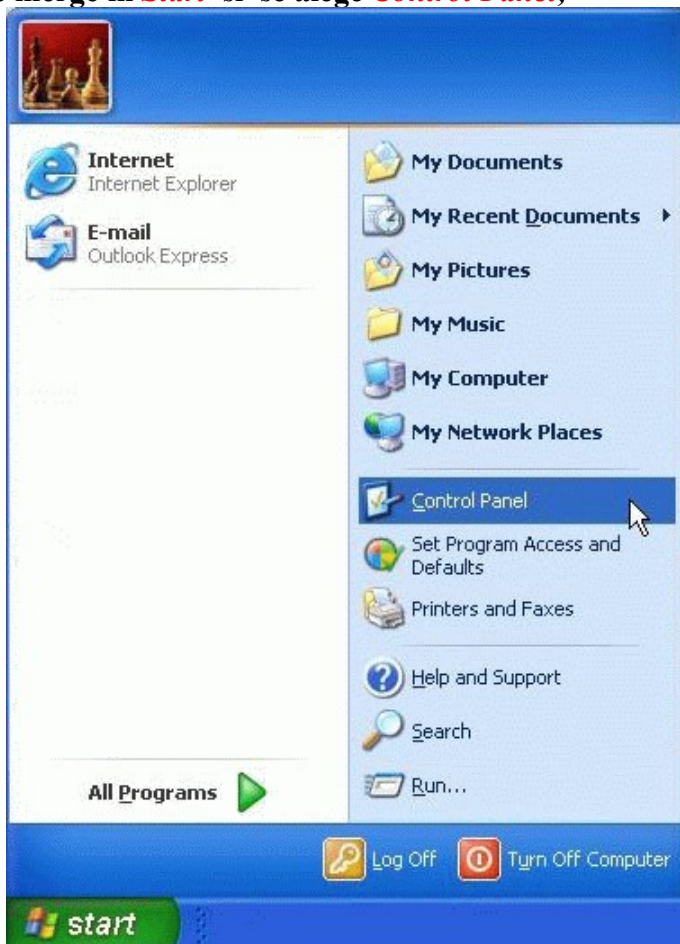 merge in Start si se alege Control Panel,
Internet
Internet Explorer
E-mail
Outlook Express
My Documents
My Recent Documents
My Pictures
My Music
My Computer
My Network Places
Control Panel
Set Program Access and
Defaults
Printers and Faxes
Help and Support
Search
Run...
All Programs
Log Off
Turn Off Computer
start